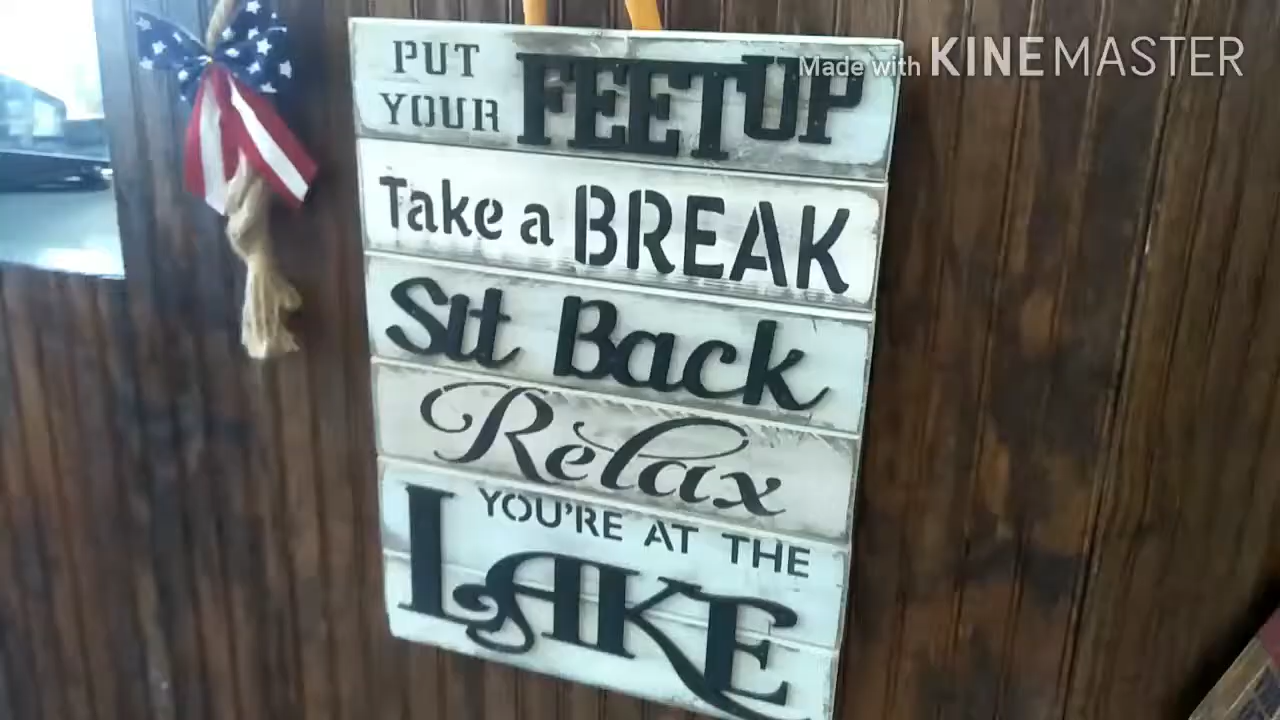 PUT
YOUR FEET UP
Take a BREAK
Sit Back
Relax
YOU'RE AT THE
LAKE
Made with KINEMASTER